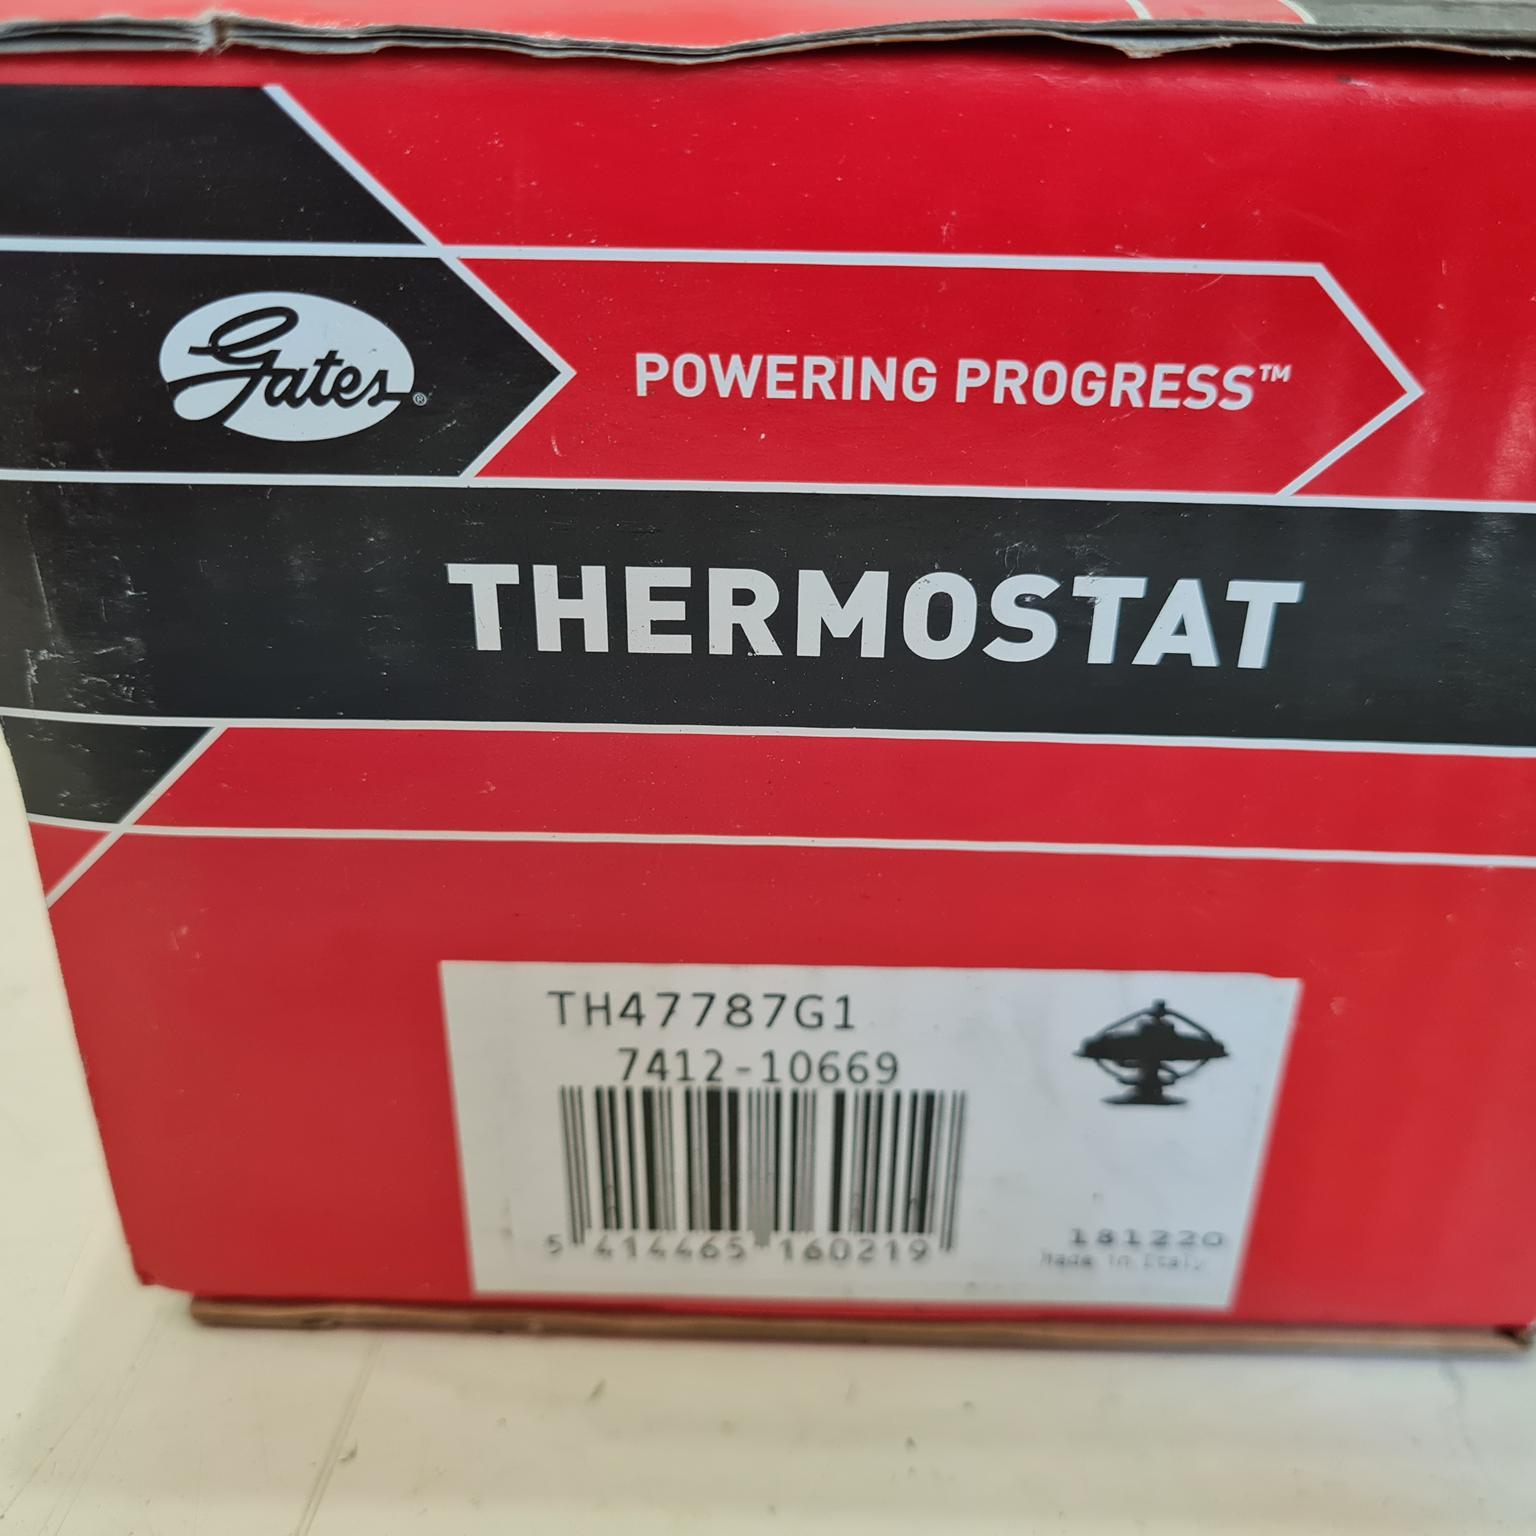 Gates®
POWERING PROGRESS™
THERMOSTAT
TH47787G1
7412-10669
5 414465 160219
181220
Made in Italy